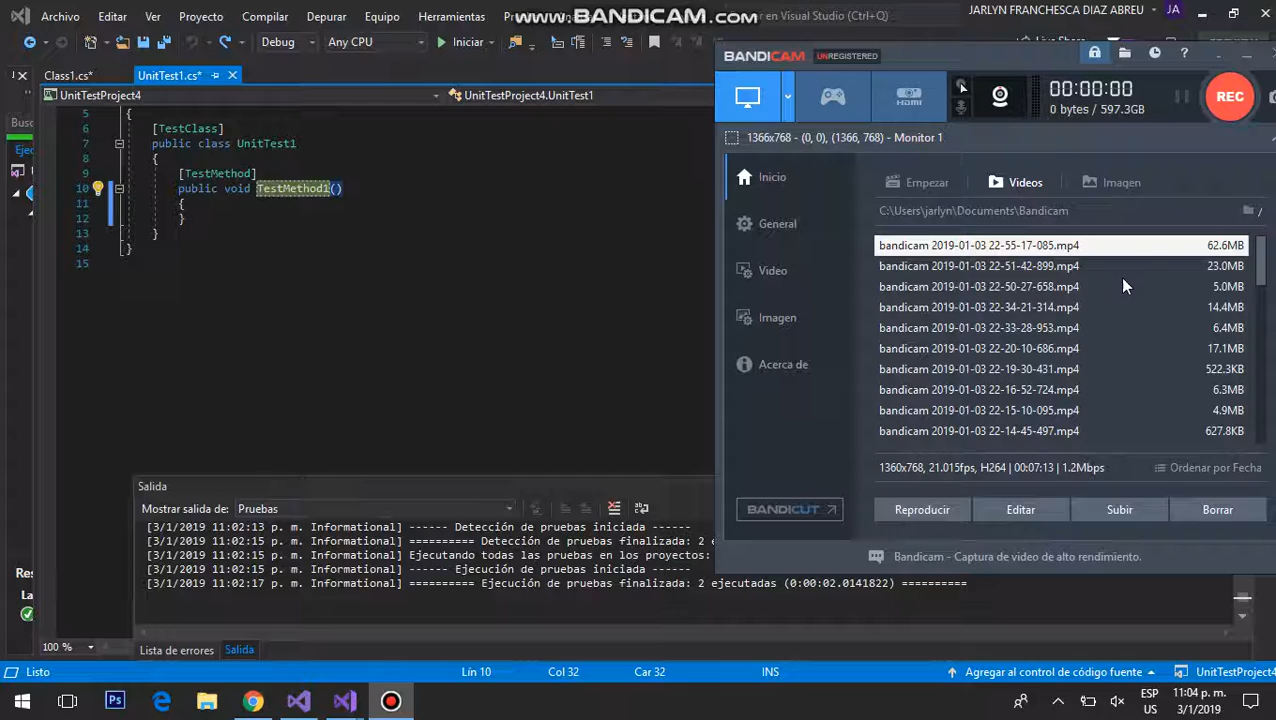 Archivo Editar Ver Proyecto Compilar Depurar Equipo Herramientas en Visual Studio (Ctrl+Q) JARLYN FRANCHESCA DIAZ ABREU JA
www.BANDICAM.com
Debug Any CPU Iniciar
Class1.cs* UnitTest1.cs*
UnitTestProject4 UnitTestProject4.UnitTest1
5 {
6 [TestClass]
7 public class UnitTest1
8 {
9 [TestMethod]
10 public void TestMethod1()
11 {
12 }
13 }
14 }
15
BANDICAM UNREGISTERED
HDMI
00:00:00
0 bytes / 597.3GB
REC
1366x768 - (0, 0), (1366, 768) - Monitor 1
Inicio
General
Video
Imagen
Acerca de
BANDICUT
Empezar Videos Imagen
C:\Users\jarlyn\Documents\Bandicam /
bandicam 2019-01-03 22-55-17-085.mp4 62.6MB
bandicam 2019-01-03 22-51-42-899.mp4 23.0MB
bandicam 2019-01-03 22-50-27-658.mp4 5.0MB
bandicam 2019-01-03 22-34-21-314.mp4 14.4MB
bandicam 2019-01-03 22-33-28-953.mp4 6.4MB
bandicam 2019-01-03 22-20-10-686.mp4 17.1MB
bandicam 2019-01-03 22-19-30-431.mp4 522.3KB
bandicam 2019-01-03 22-16-52-724.mp4 6.3MB
bandicam 2019-01-03 22-15-10-095.mp4 4.9MB
bandicam 2019-01-03 22-14-45-497.mp4 627.8KB
1360x768, 21.015fps, H264 | 00:07:13 | 1.2Mbps Ordenar por Fecha
Reproducir Editar Subir Borrar
Bandicam - Captura de video de alto rendimiento.
Salida
Mostrar salida de: Pruebas
[3/1/2019 11:02:13 p. m. Informational] ------ Detección de pruebas iniciada ------
[3/1/2019 11:02:15 p. m. Informational] ========== Detección de pruebas finalizada: 2 e
[3/1/2019 11:02:15 p. m. Informational] Ejecutando todas las pruebas en los proyectos:
[3/1/2019 11:02:15 p. m. Informational] ------ Ejecución de pruebas iniciada ------
[3/1/2019 11:02:17 p. m. Informational] ========== Ejecución de pruebas finalizada: 2 ejecutadas (0:00:02.0141822) ==========
100 %
Lista de errores Salida
Listo Lín 10 Col 32 Car 32 INS Agregar al control de código fuente UnitTestProject4
Ps
ESP
US
11:04 p. m.
3/1/2019